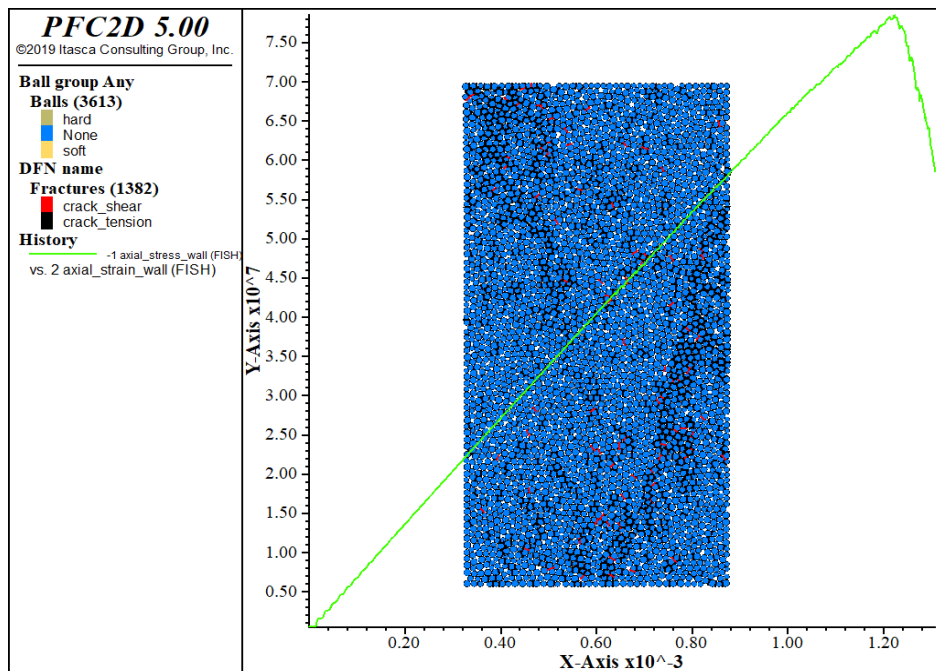 PFC2D 5.00
©2019 Itasca Consulting Group, Inc.
Ball group Any
Balls (3613)
hard
None
soft
DFN name
Fractures (1382)
crack_shear
crack_tension
History
-1 axial_stress_wall (FISH)
vs. 2 axial_strain_wall (FISH)
Y-Axis x10^7
7.50
7.00
6.50
6.00
5.50
5.00
4.50
4.00
3.50
3.00
2.50
2.00
1.50
1.00
0.50
0.20 0.40 0.60 0.80 1.00 1.20
X-Axis x10^-3